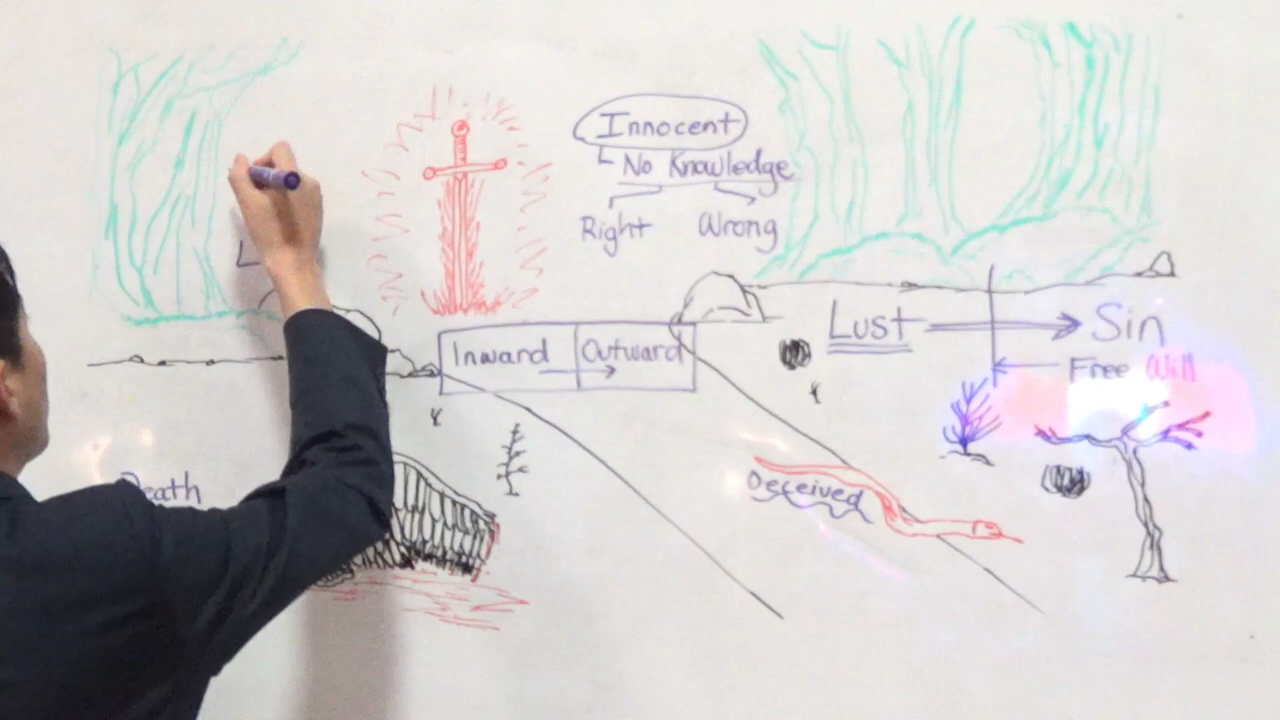 Innocent
No Knowledge
Right Wrong
Lust Sin
Inward Outward
Free Will
Death
Deceived